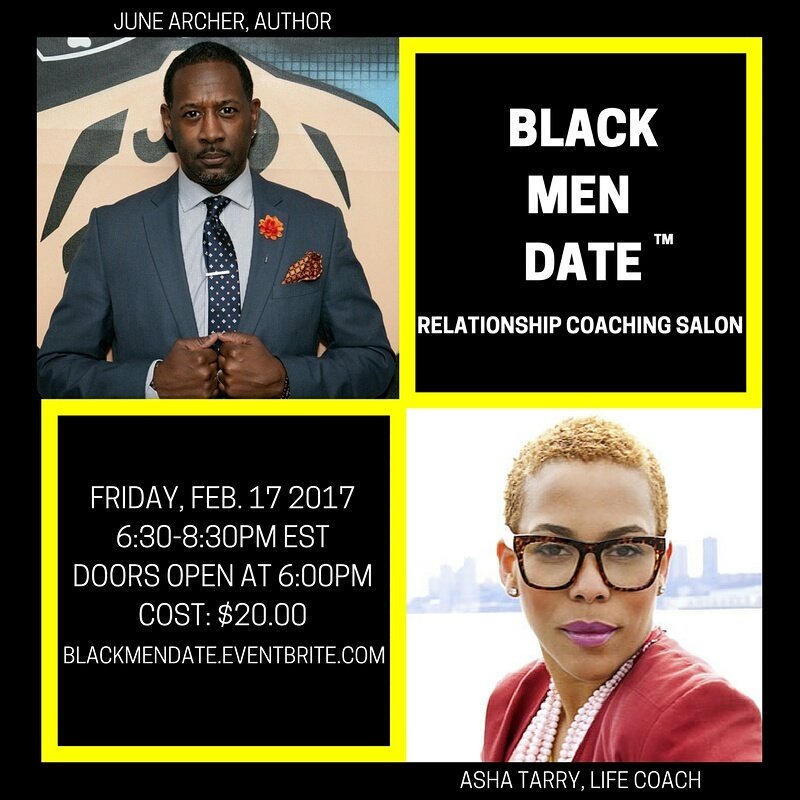 JUNE ARCHER, AUTHOR
BLACK
MEN
DATE ™
RELATIONSHIP COACHING SALON
FRIDAY, FEB. 17 2017
6:30-8:30PM EST
DOORS OPEN AT 6:00PM
COST: $20.00
BLACKMENDATE.EVENTBRITE.COM
ASHA TARRY, LIFE COACH